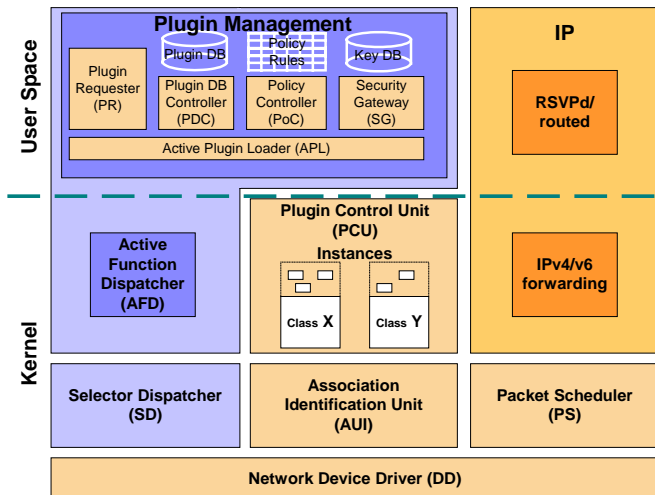 User Space
Kernel
Plugin Management
Plugin DB
Policy
Rules
Key DB
Plugin
Requester
(PR)
Plugin DB
Controller
(PDC)
Policy
Controller
(PoC)
Security
Gateway
(SG)
Active Plugin Loader (APL)
IP
RSVPd/
routed
Active
Function
Dispatcher
(AFD)
Plugin Control Unit
(PCU)
Instances
Class X
Class Y
IPv4/v6
forwarding
Selector Dispatcher
(SD)
Association
Identification Unit
(AUI)
Packet Scheduler
(PS)
Network Device Driver (DD)